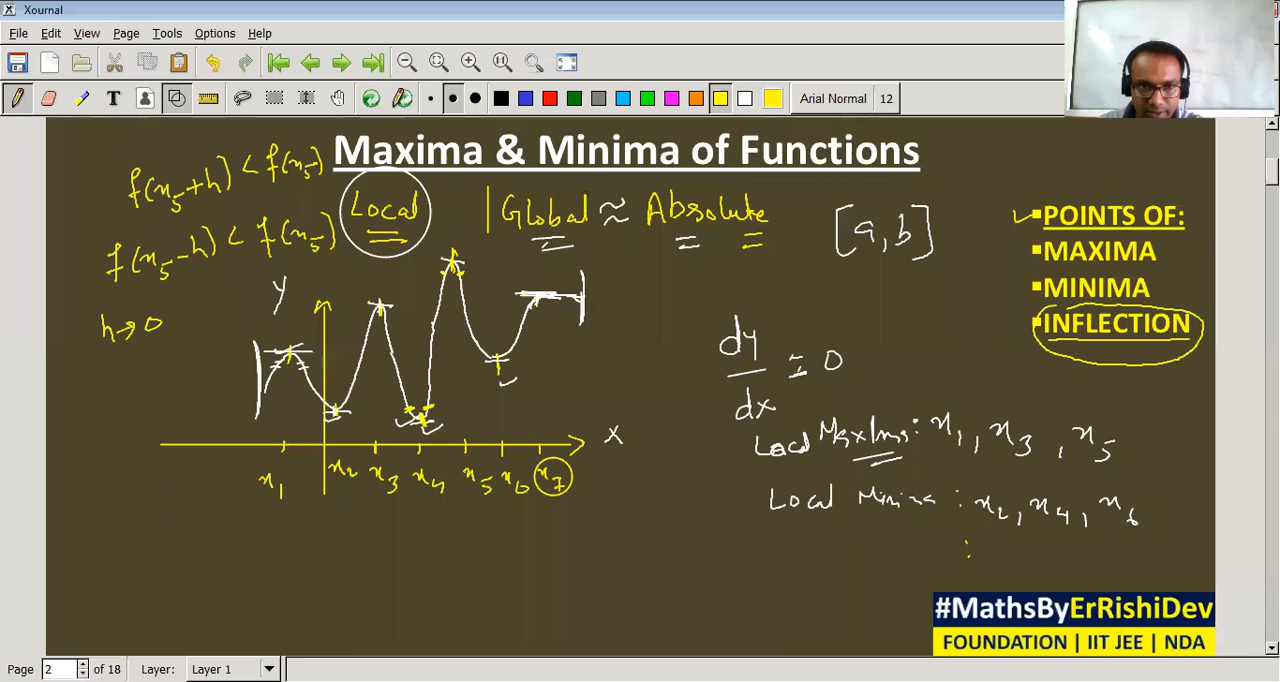 Xournal
File Edit View Page Tools Options Help
Arial Normal 12
Maxima & Minima of Functions
f(x₅+h) < f(x₅)
Local | Global ≈ Absolute [a,b]
f(x₅-h) < f(x₅)
h→0
Y
X
x₁ x₂ x₃ x₄ x₅ x₆ x₇
dy/dx = 0
Local Maxima: x₁, x₃, x₅
Local Minima : x₂, x₄, x₆
:
▪POINTS OF:
▪MAXIMA
▪MINIMA
▪INFLECTION
#MathsByErRishiDev
FOUNDATION | IIT JEE | NDA
Page 2 of 18 Layer: Layer 1